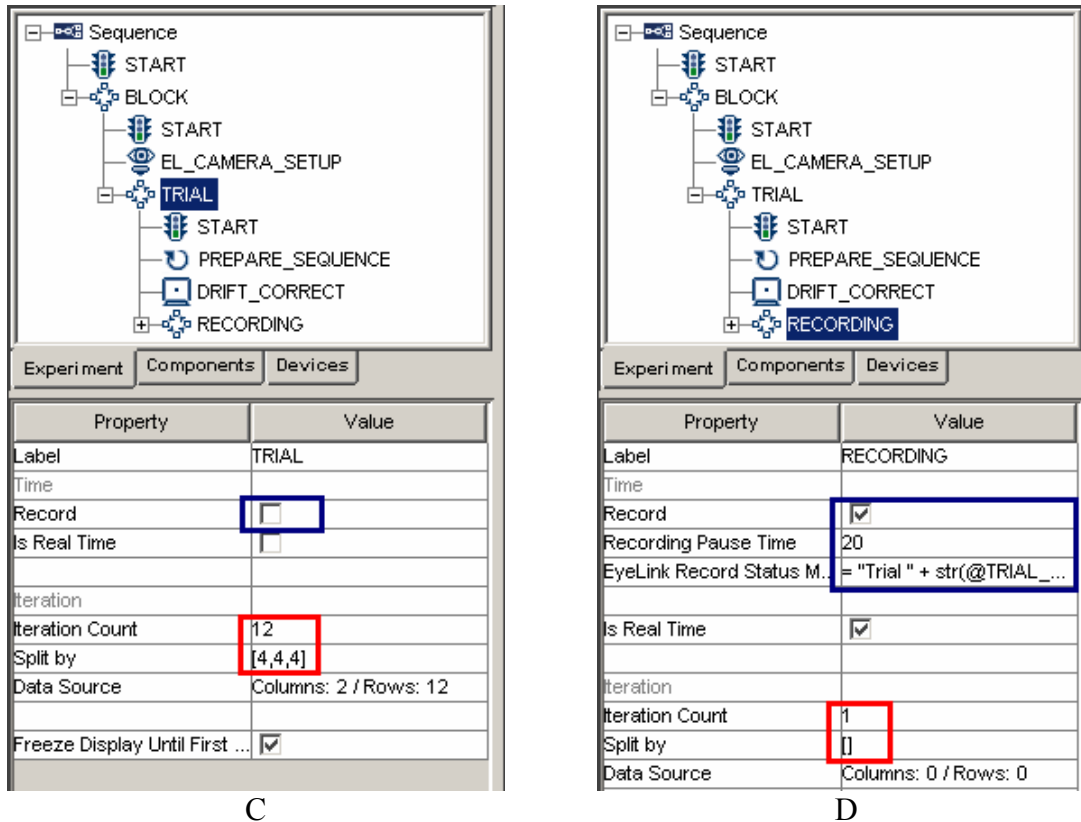 Sequence
START
BLOCK
START
EL_CAMERA_SETUP
TRIAL
START
PREPARE_SEQUENCE
DRIFT_CORRECT
RECORDING
Experiment Components Devices
Property Value
Label TRIAL
Time
Record
Is Real Time
Iteration
Iteration Count 12
Split by [4,4,4]
Data Source Columns: 2 / Rows: 12
Freeze Display Until First ...
C
Sequence
START
BLOCK
START
EL_CAMERA_SETUP
TRIAL
START
PREPARE_SEQUENCE
DRIFT_CORRECT
RECORDING
Experiment Components Devices
Property Value
Label RECORDING
Time
Record
Recording Pause Time 20
EyeLink Record Status M... = "Trial " + str(@TRIAL_...
Is Real Time
Iteration
Iteration Count 1
Split by []
Data Source Columns: 0 / Rows: 0
D